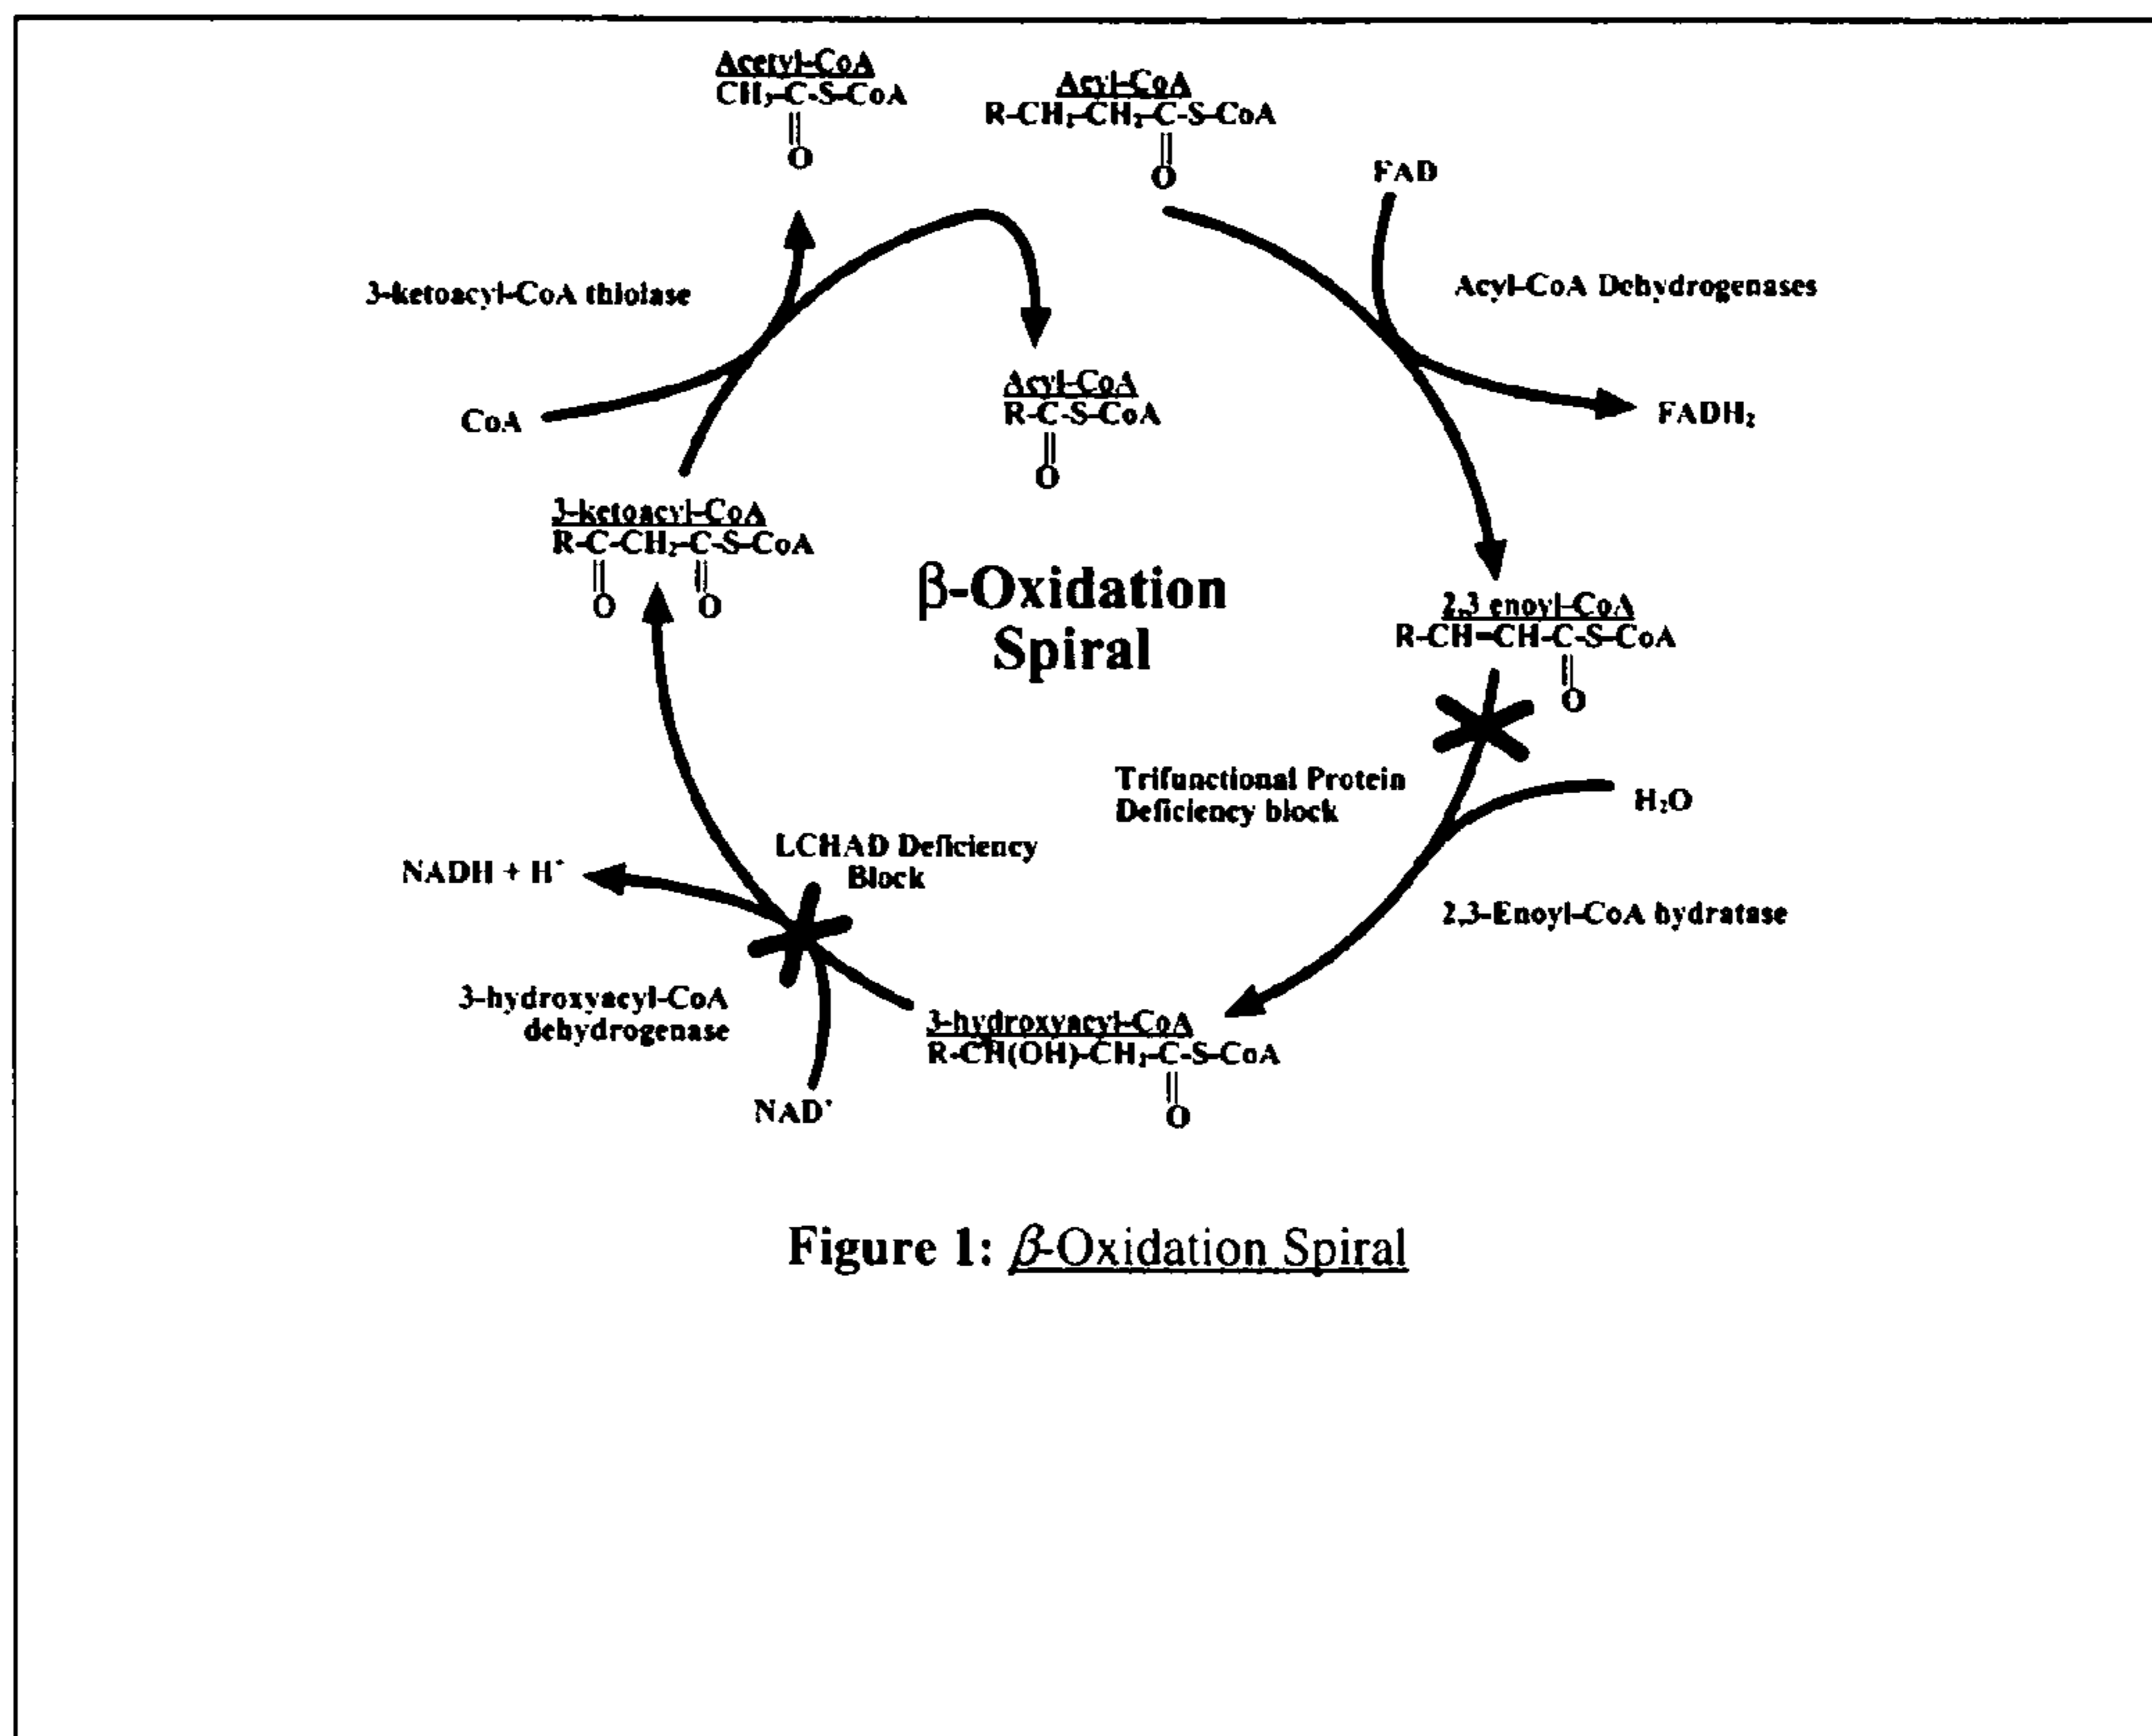 Acetyl-CoA
CH₃-C-S-CoA
O
Acyl-CoA
R-CH₂-CH₂-C-S-CoA
O
FAD
3-ketoacyl-CoA thiolase
Acyl-CoA Dehydrogenases
Acyl-CoA
R-C-S-CoA
O
CoA
FADH₂
3-ketoacyl-CoA
R-C-CH₂-C-S-CoA
O O
β-Oxidation
Spiral
2,3 enoyl-CoA
R-CH=CH-C-S-CoA
O
Trifunctional Protein
Deficiency block
H₂O
LCHAD Deficiency
Block
NADH + H⁺
2,3-Enoyl-CoA hydratase
3-hydroxyacyl-CoA
dehydrogenase
3-hydroxyacyl-CoA
R-CH(OH)-CH₂-C-S-CoA
O
NAD⁺
Figure 1: β-Oxidation Spiral